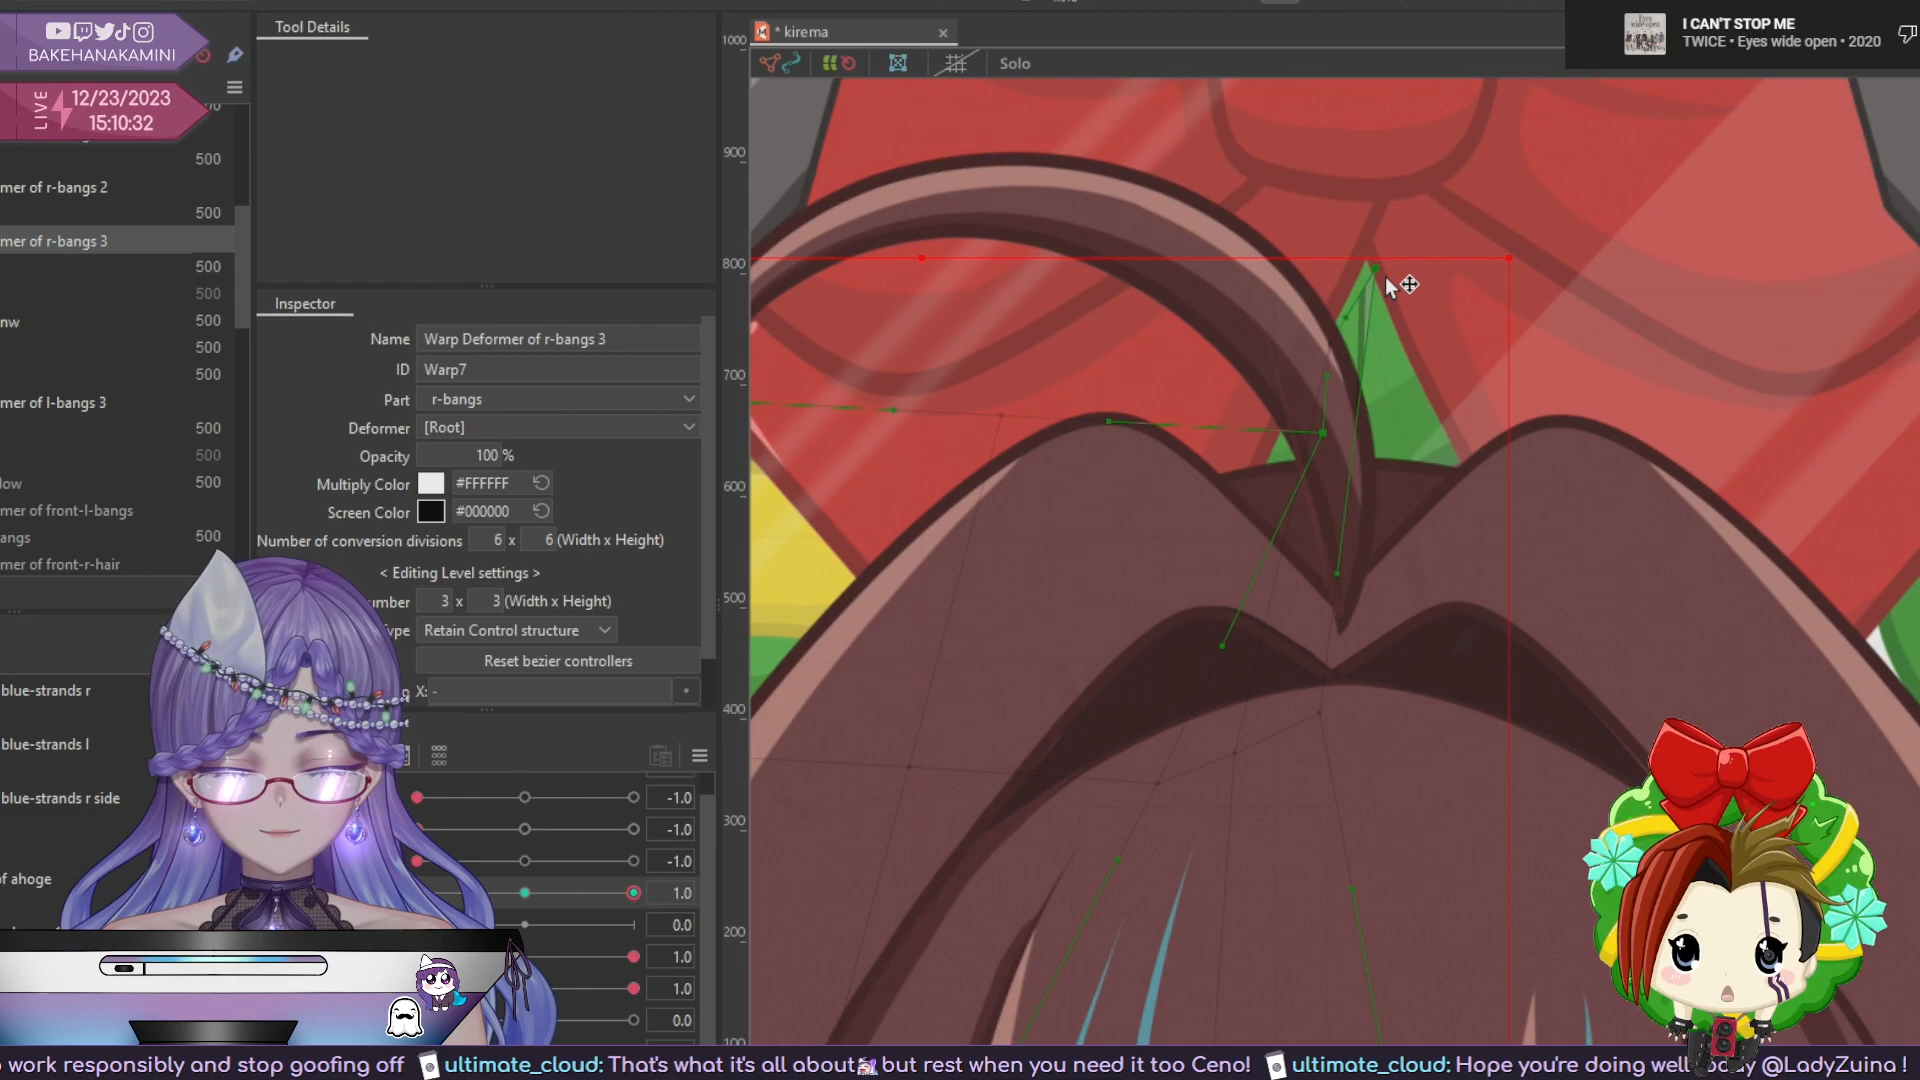 BAKEHANAKAMINI
LIVE
12/23/2023
15:10:32
500
mer of r-bangs 2
500
mer of r-bangs 3
500
500
500
nw
500
500
mer of l-bangs 3
500
500
low
500
mer of front-l-bangs
angs
500
mer of front-r-hair
blue-strands r
blue-strands l
blue-strands r side
of ahoge
Tool Details
Inspector
Name Warp Deformer of r-bangs 3
ID Warp7
Part r-bangs
Deformer [Root]
Opacity 100 %
Multiply Color #FFFFFF
Screen Color #000000
Number of conversion divisions 6 x 6 (Width x Height)
< Editing Level settings >
umber 3 x 3 (Width x Height)
ype Retain Control structure
Reset bezier controllers
X: -
-1.0
-1.0
-1.0
1.0
0.0
1.0
1.0
0.0
* kirema
Solo
1000
900
800
700
600
500
400
300
200
100
I CAN'T STOP ME
TWICE • Eyes wide open • 2020
o work responsibly and stop goofing off ultimate_cloud: That's what it's all about but rest when you need it too Ceno! ultimate_cloud: Hope you're doing well @LadyZuina !